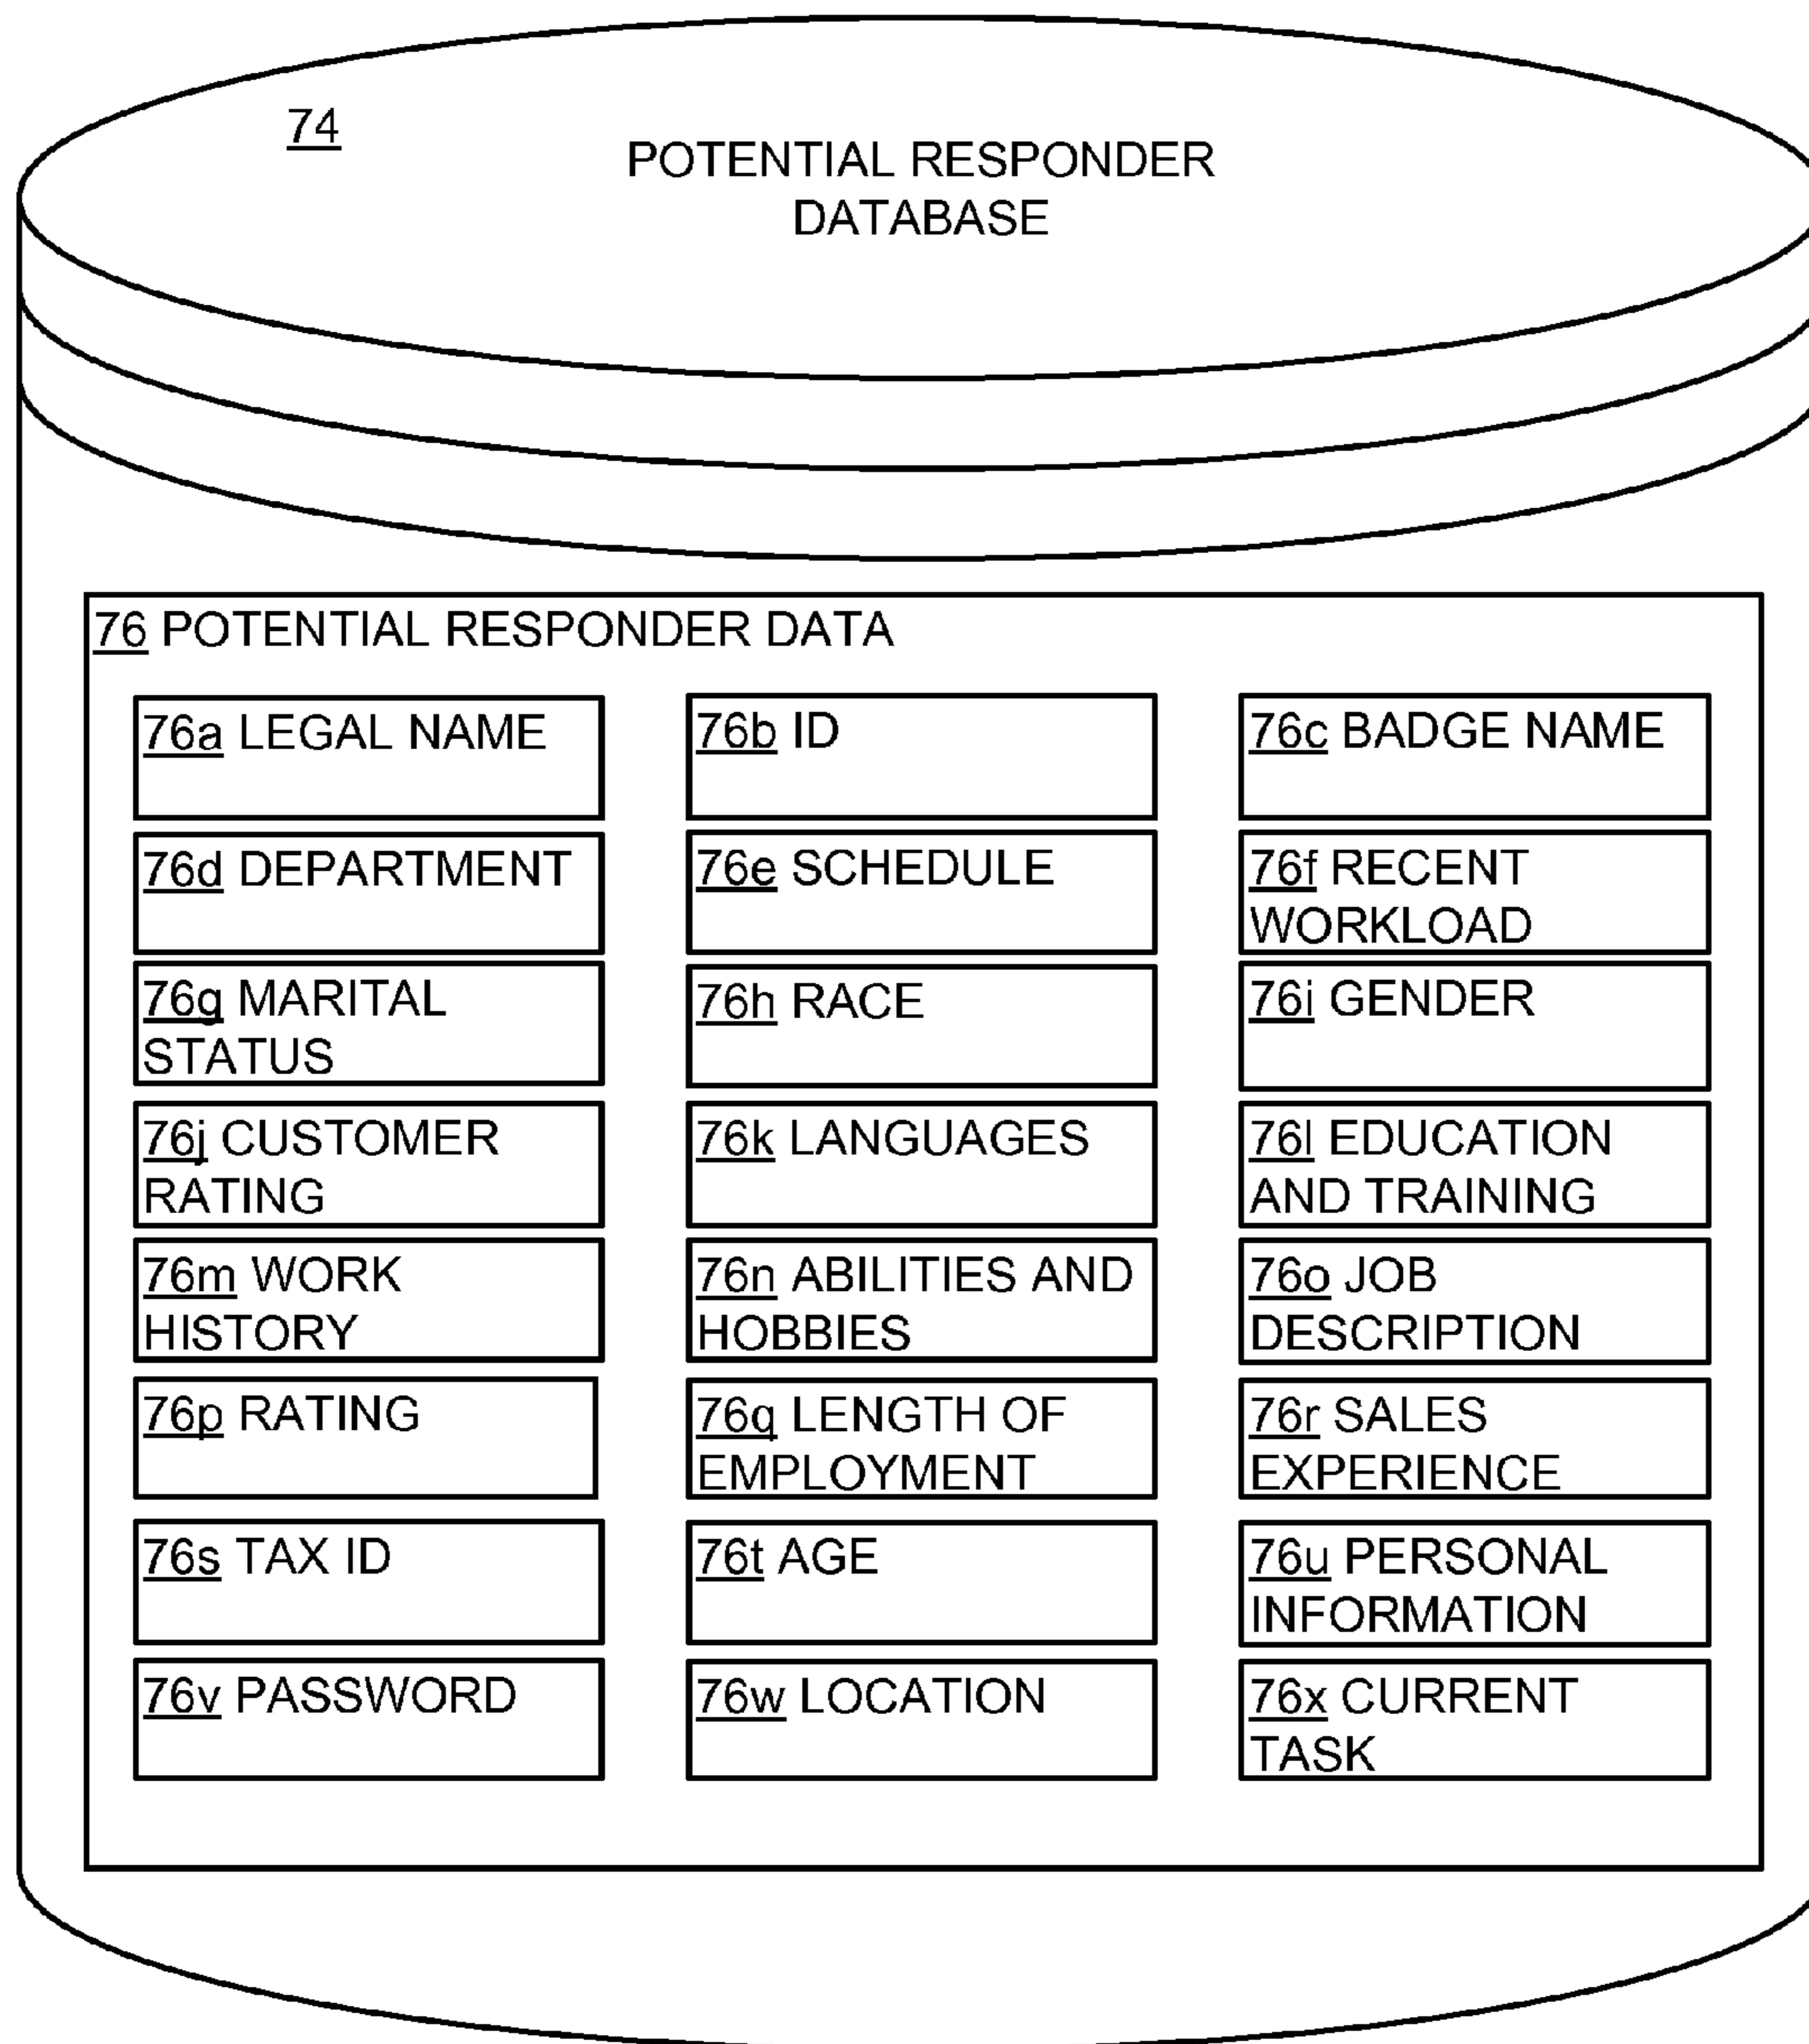 74
POTENTIAL RESPONDER
DATABASE
76 POTENTIAL RESPONDER DATA
76a LEGAL NAME
76b ID
76c BADGE NAME
76d DEPARTMENT
76e SCHEDULE
76f RECENT
WORKLOAD
76g MARITAL
STATUS
76h RACE
76i GENDER
76j CUSTOMER
RATING
76k LANGUAGES
76l EDUCATION
AND TRAINING
76m WORK
HISTORY
76n ABILITIES AND
HOBBIES
76o JOB
DESCRIPTION
76p RATING
76q LENGTH OF
EMPLOYMENT
76r SALES
EXPERIENCE
76s TAX ID
76t AGE
76u PERSONAL
INFORMATION
76v PASSWORD
76w LOCATION
76x CURRENT
TASK